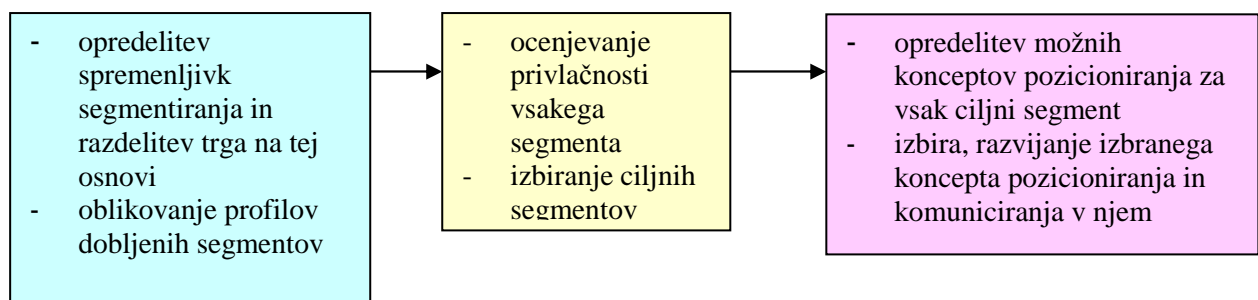 - opredelitev
spremenljivk
segmentiranja in
razdelitev trga na tej
osnovi
- oblikovanje profilov
dobljenih segmentov
- ocenjevanje
privlačnosti
vsakega
segmenta
- izbiranje ciljnih
segmentov
- opredelitev možnih
konceptov pozicioniranja za
vsak ciljni segment
- izbira, razvijanje izbranega
koncepta pozicioniranja in
komuniciranja v njem